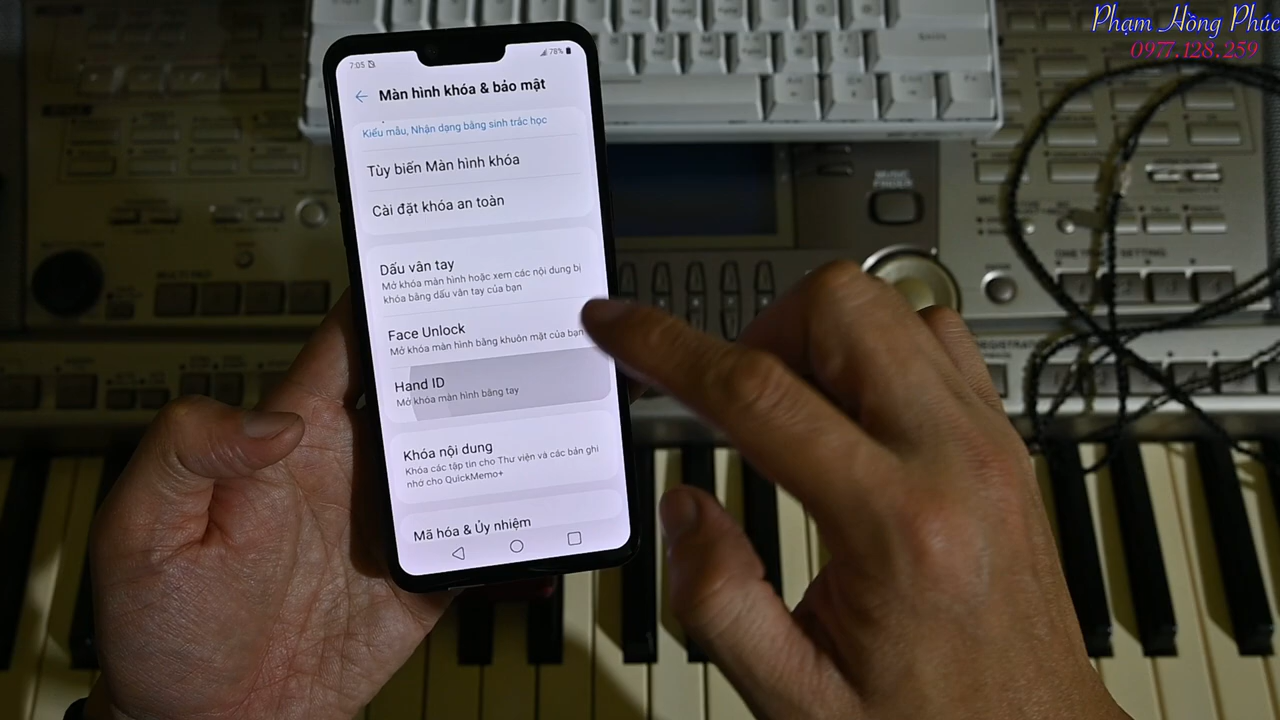 Phạm Hồng Phúc
0977.128.259
7:05
78%
Màn hình khóa & bảo mật
Kiểu mẫu, Nhận dạng bằng sinh trắc học
Tùy biến Màn hình khóa
Cài đặt khóa an toàn
Dấu vân tay
Mở khóa màn hình hoặc xem các nội dung bị
khóa bằng dấu vân tay của bạn
Face Unlock
Mở khóa màn hình bằng khuôn mặt của bạn
Hand ID
Mở khóa màn hình bằng tay
Khóa nội dung
Khóa các tập tin cho Thư viện và các bản ghi
nhớ cho QuickMemo+
Mã hóa & Ủy nhiệm
MUSIC
FINDER
MULTI PAD